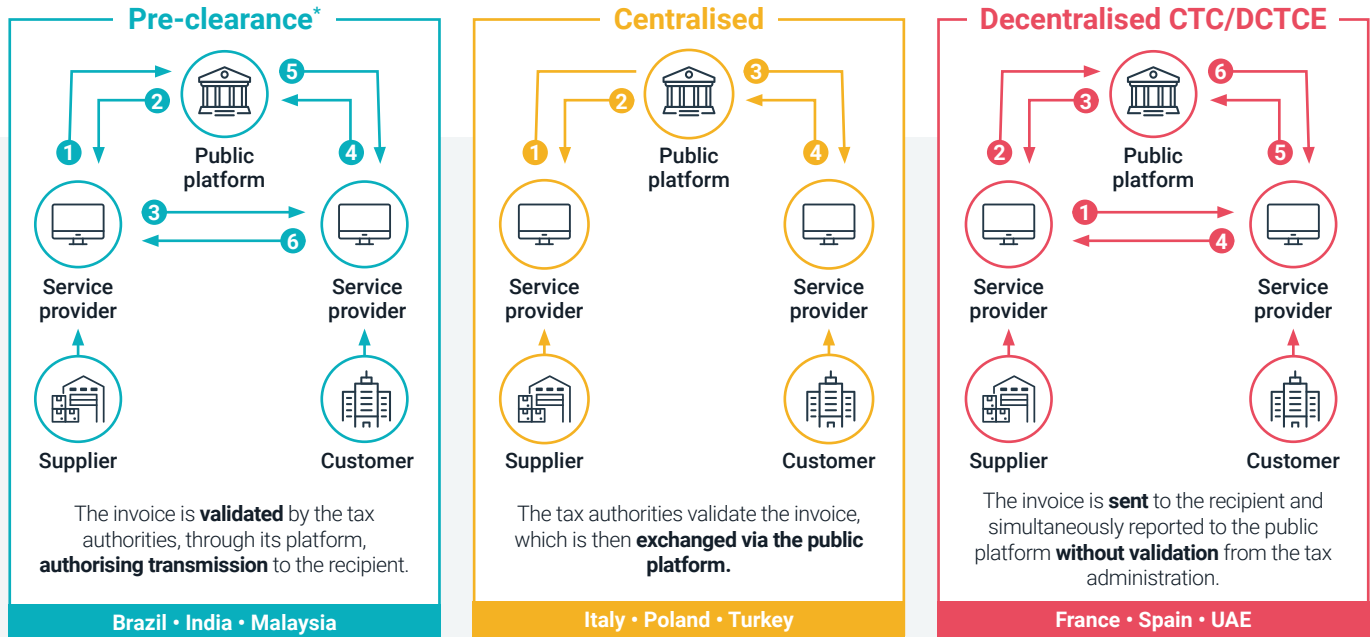 Pre-clearance*
5
2
1
4
Public
platform
3
6
Service
provider
Service
provider
Supplier
Customer
The invoice is validated by the tax
authorities, through its platform,
authorising transmission to the recipient.
Brazil • India • Malaysia
Centralised
3
2
1
4
Public
platform
Service
provider
Service
provider
Supplier
Customer
The tax authorities validate the invoice,
which is then exchanged via the public
platform.
Italy • Poland • Turkey
Decentralised CTC/DCTCE
6
3
2
5
Public
platform
1
4
Service
provider
Service
provider
Supplier
Customer
The invoice is sent to the recipient and
simultaneously reported to the public
platform without validation from the tax
administration.
France • Spain • UAE